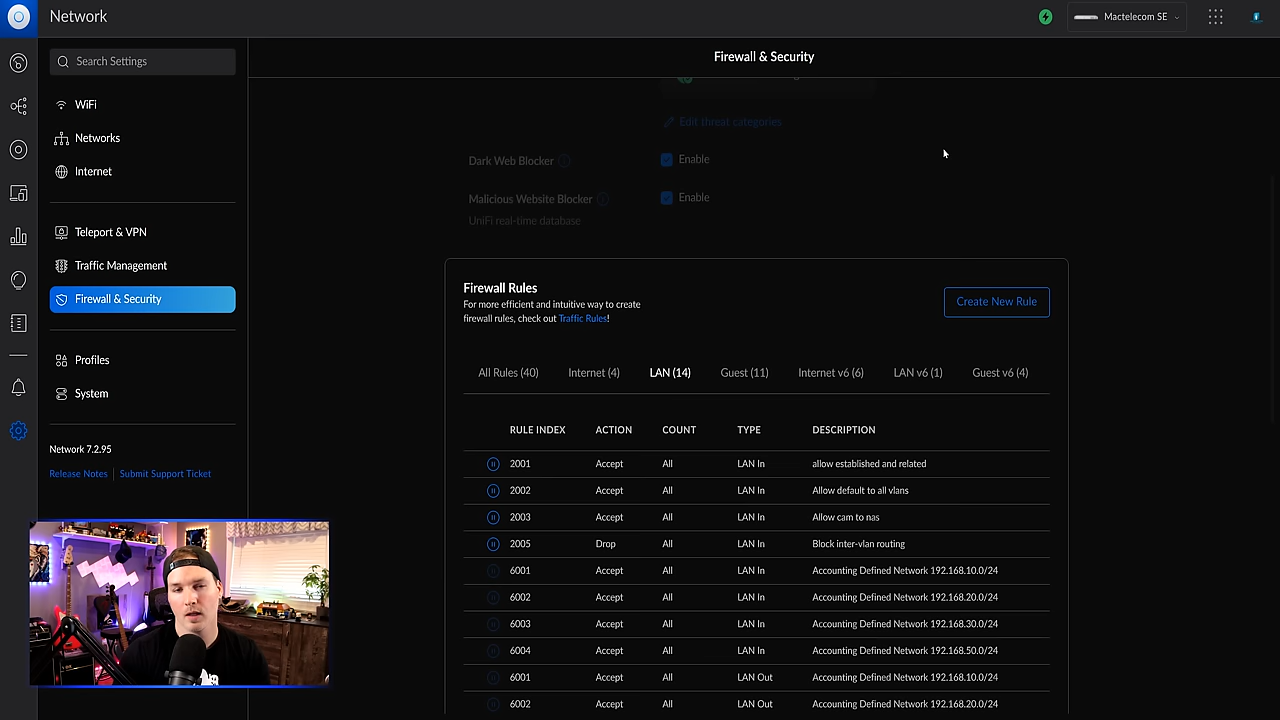 Network
Mactelecom SE
Search Settings
Firewall & Security
WiFi
Networks
Internet
Teleport & VPN
Traffic Management
Firewall & Security
Profiles
System
Network 7.2.95
Release Notes
Submit Support Ticket
Edit threat categories
Dark Web Blocker
Enable
Malicious Website Blocker
Enable
UniFi real-time database
Firewall Rules
For more efficient and intuitive way to create
firewall rules, check out Traffic Rules!
Create New Rule
All Rules (40) Internet (4) LAN (14) Guest (11) Internet v6 (6) LAN v6 (1) Guest v6 (4)
RULE INDEX ACTION COUNT TYPE DESCRIPTION
2001 Accept All LAN In allow established and related
2002 Accept All LAN In Allow default to all vlans
2003 Accept All LAN In Allow cam to nas
2005 Drop All LAN In Block inter-vlan routing
6001 Accept All LAN In Accounting Defined Network 192.168.10.0/24
6002 Accept All LAN In Accounting Defined Network 192.168.20.0/24
6003 Accept All LAN In Accounting Defined Network 192.168.30.0/24
6004 Accept All LAN In Accounting Defined Network 192.168.50.0/24
6001 Accept All LAN Out Accounting Defined Network 192.168.10.0/24
6002 Accept All LAN Out Accounting Defined Network 192.168.20.0/24